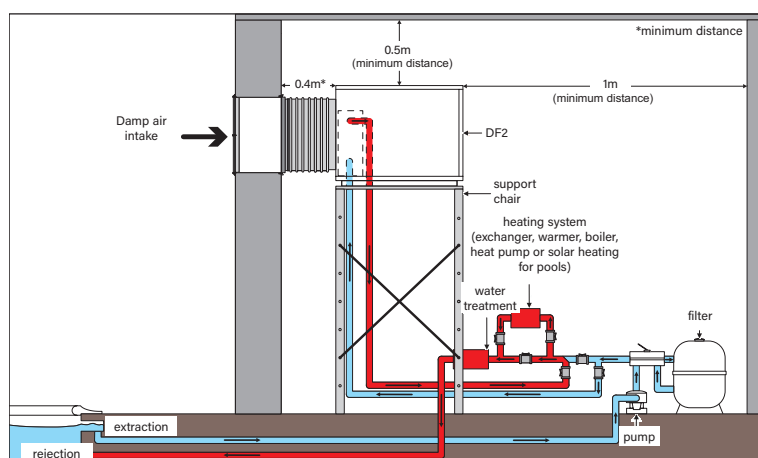 *minimum distance
0.5m
(minimum distance)
0.4m*
1m
(minimum distance)
Damp air
intake
DF2
support
chair
heating system
(exchanger, warmer, boiler,
heat pump or solar heating
for pools)
water
treatment
filter
extraction
pump
rejection